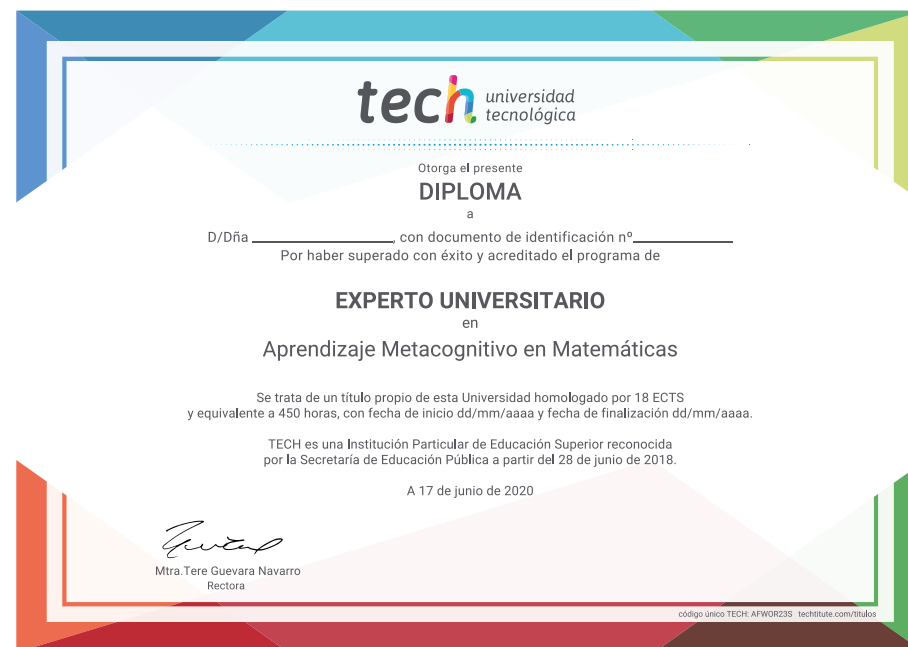 tech universidad
tecnológica
Otorga el presente
DIPLOMA
a
D/Dña ____________________, con documento de identificación nº______________
Por haber superado con éxito y acreditado el programa de
EXPERTO UNIVERSITARIO
en
Aprendizaje Metacognitivo en Matemáticas
Se trata de un título propio de esta Universidad homologado por 18 ECTS
y equivalente a 450 horas, con fecha de inicio dd/mm/aaaa y fecha de finalización dd/mm/aaaa.
TECH es una Institución Particular de Educación Superior reconocida
por la Secretaría de Educación Pública a partir del 28 de junio de 2018.
A 17 de junio de 2020
Mtra.Tere Guevara Navarro
Rectora
código único TECH: AFWOR23S techtitute.com/titulos